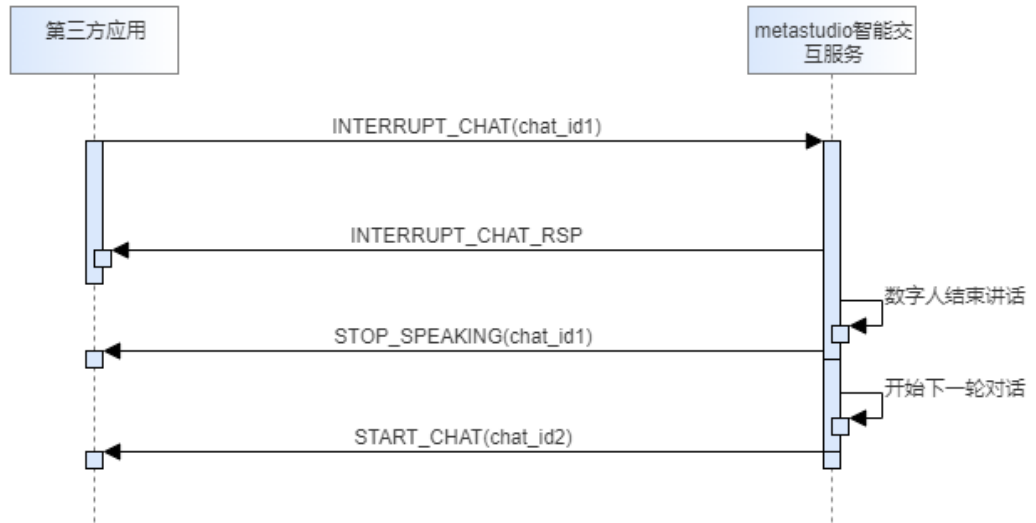 第三方应用
metastudio智能交
互服务
INTERRUPT_CHAT(chat_id1)
INTERRUPT_CHAT_RSP
数字人结束讲话
STOP_SPEAKING(chat_id1)
开始下一轮对话
START_CHAT(chat_id2)